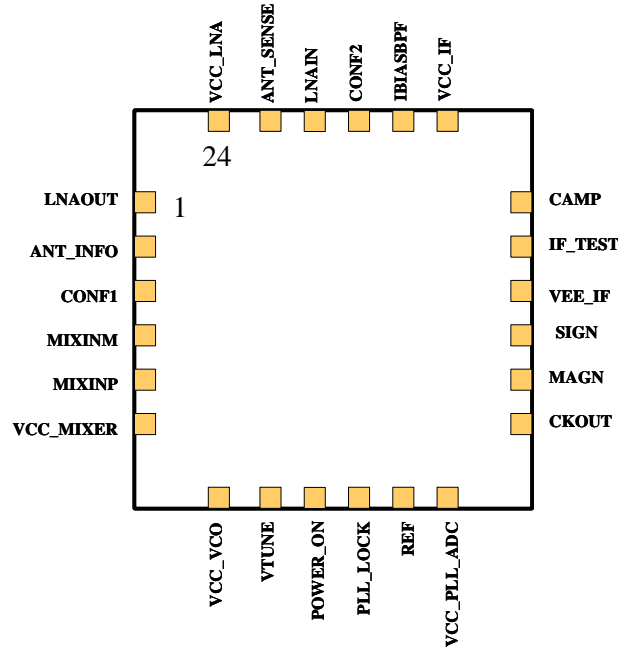 VCC_LNA
ANT_SENSE
LNAIN
CONF2
IBIASBPF
VCC_IF
24
1
LNAOUT
ANT_INFO
CONF1
MIXINM
MIXINP
VCC_MIXER
CAMP
IF_TEST
VEE_IF
SIGN
MAGN
CKOUT
VCC_VCO
VTUNE
POWER_ON
PLL_LOCK
REF
VCC_PLL_ADC